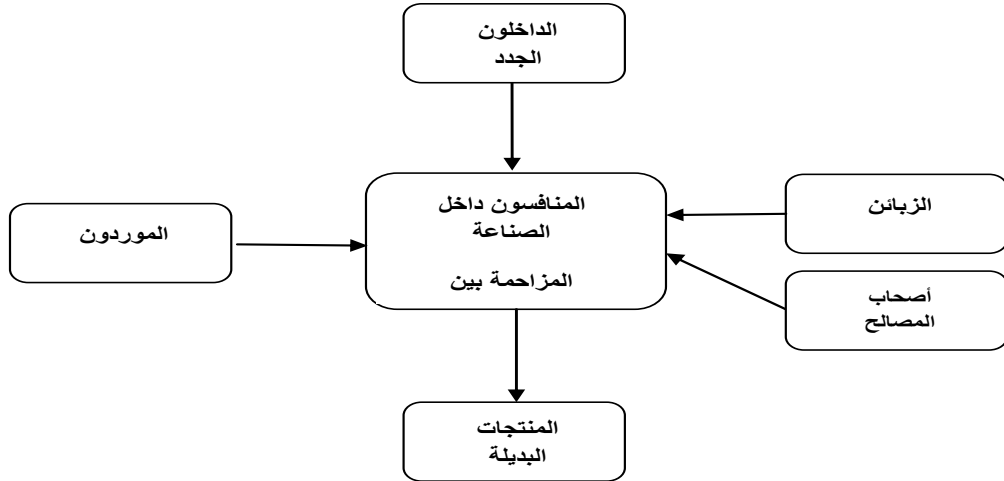 الداخلون
الجدد
المنافسون داخل
الصناعة
المزاحمة بين
الزبائن
الموردون
أصحاب
المصالح
المنتجات
البديلة